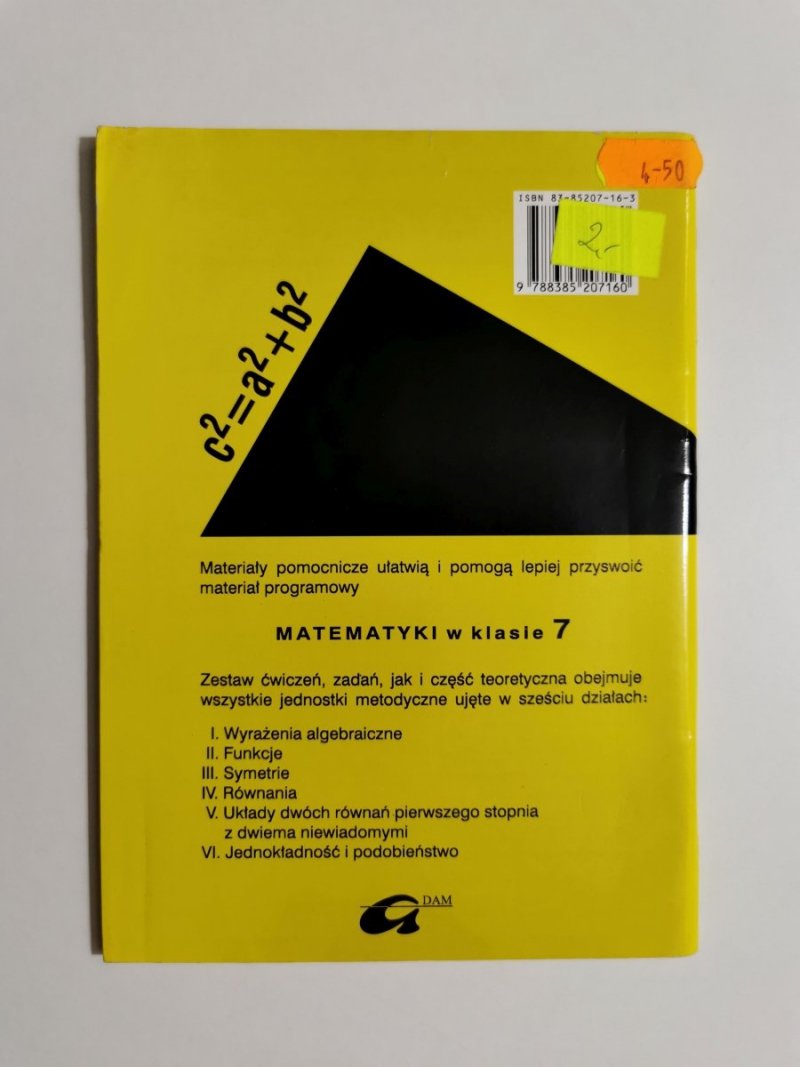 4-50
ISBN 83-85207-16-3
2,-
9 788385 207160
c²=a²+b²
Materiały pomocnicze ułatwią i pomogą lepiej przyswoić
materiał programowy
MATEMATYKI w klasie 7
Zestaw ćwiczeń, zadań, jak i część teoretyczna obejmuje
wszystkie jednostki metodyczne ujęte w sześciu działach:
I. Wyrażenia algebraiczne
II. Funkcje
III. Symetrie
IV. Równania
V. Układy dwóch równań pierwszego stopnia
z dwiema niewiadomymi
VI. Jednokładność i podobieństwo
DAM